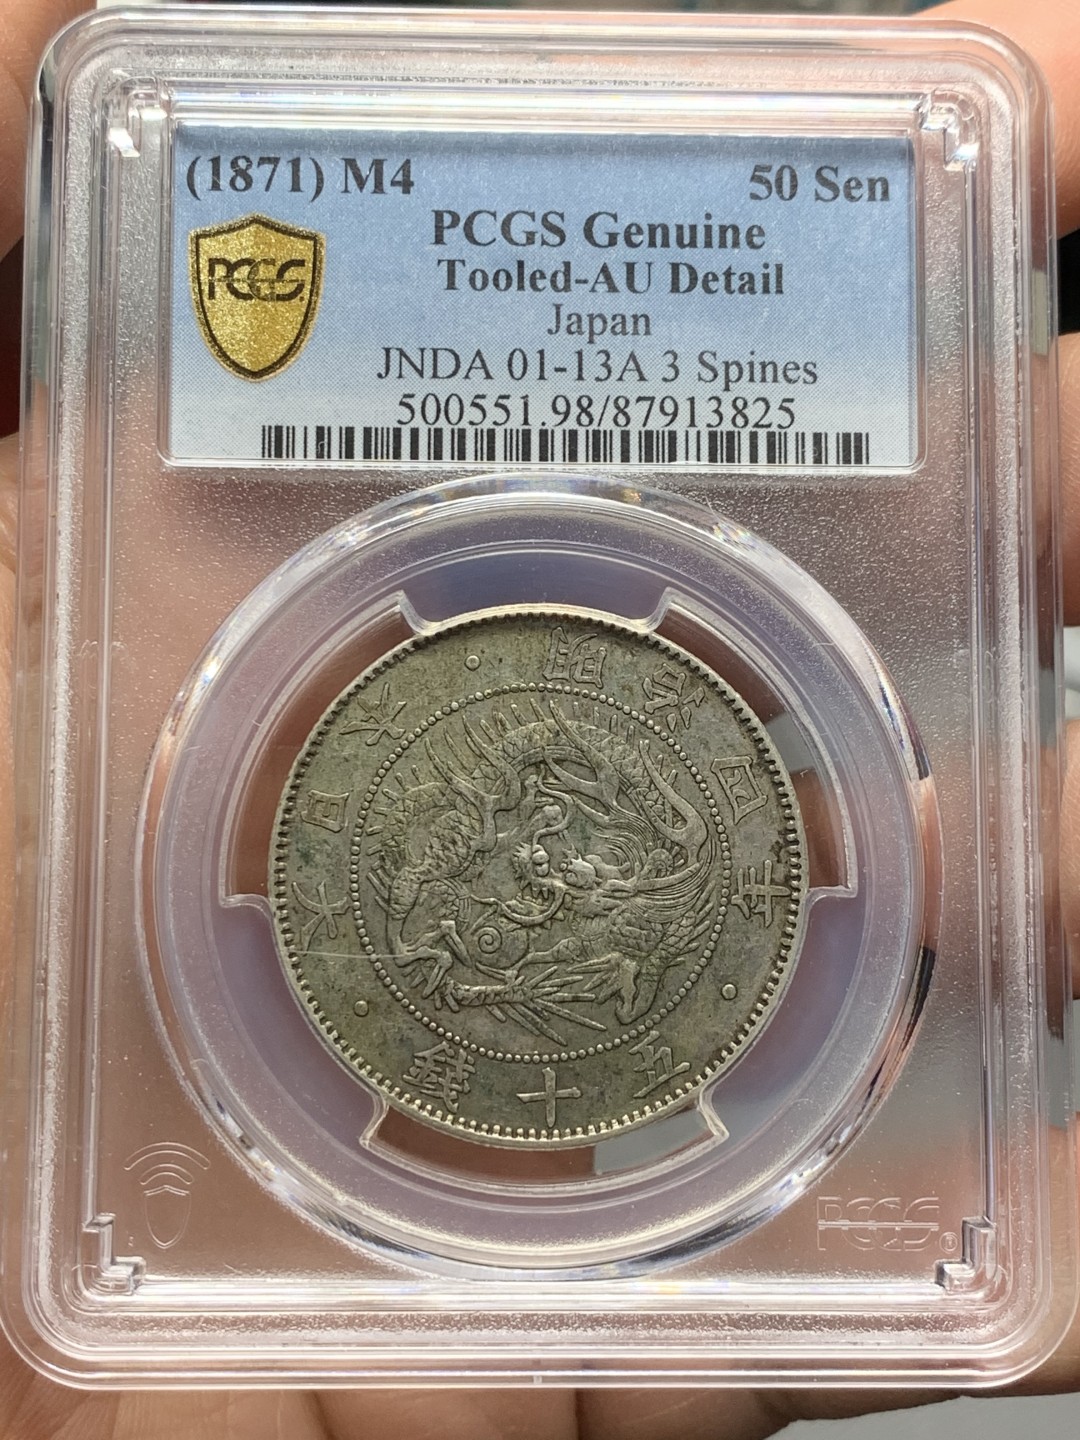 (1871) M4 50 Sen
PCGS Genuine
Tooled-AU Detail
Japan
JNDA 01-13A 3 Spines
500551.98/87913825
PCGS
明治四年
大日本
五十錢
PCGS